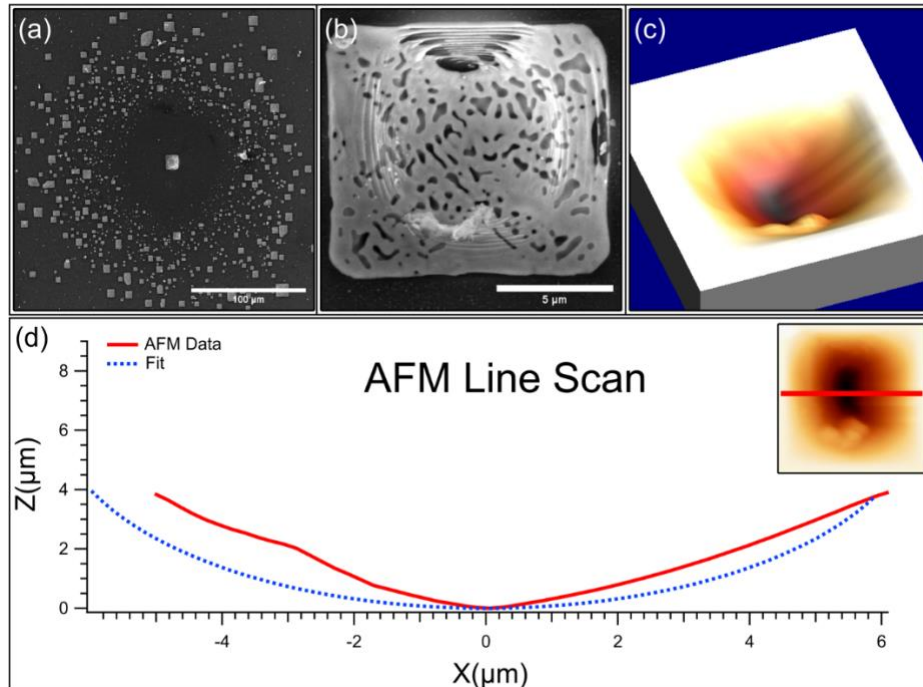 (a)
100 µm
(b)
5 µm
(c)
(d)
AFM Data
Fit
AFM Line Scan
8
6
4
2
0
Z(µm)
-4
-2
0
2
4
6
X(µm)